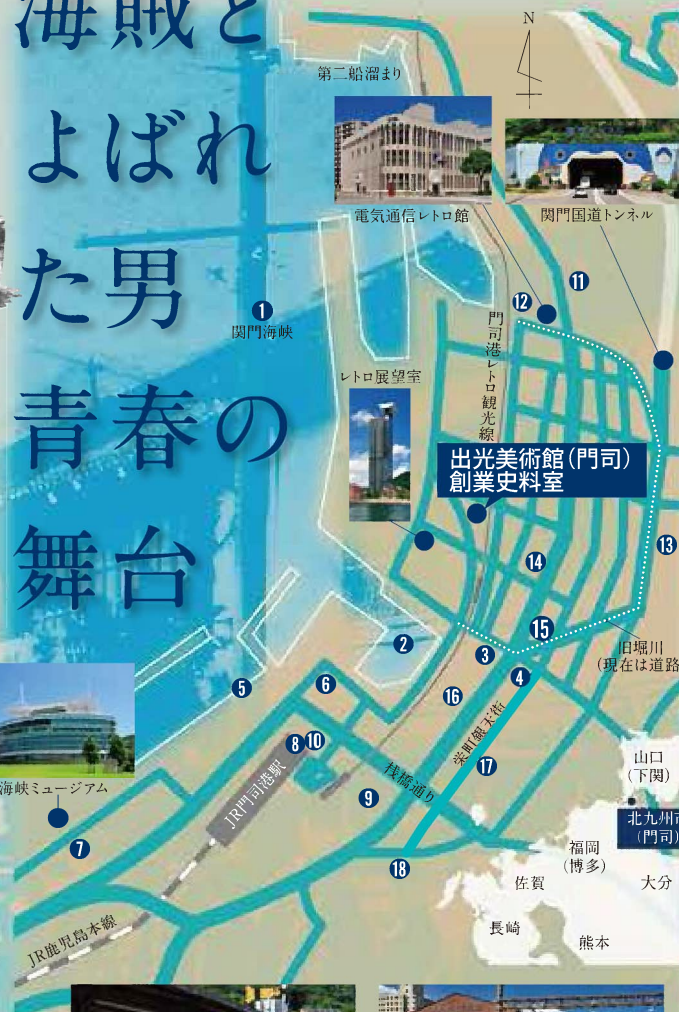 海賊と
よばれ
た男
青春の
舞台
N
第二船溜まり
電気通信レトロ館
関門国道トンネル
11
12
1
関門海峡
門司港レトロ観光線
レトロ展望室
出光美術館（門司）
創業史料室
13
14
15
旧堀川
（現在は道路
2
3
4
5
6
16
栄町銀天街
17
8
10
JR門司港駅
桟橋通り
9
18
海峡ミュージアム
7
JR鹿児島本線
山口
（下関）
北九州市
（門司）
福岡
（博多）
佐賀
大分
長崎
熊本